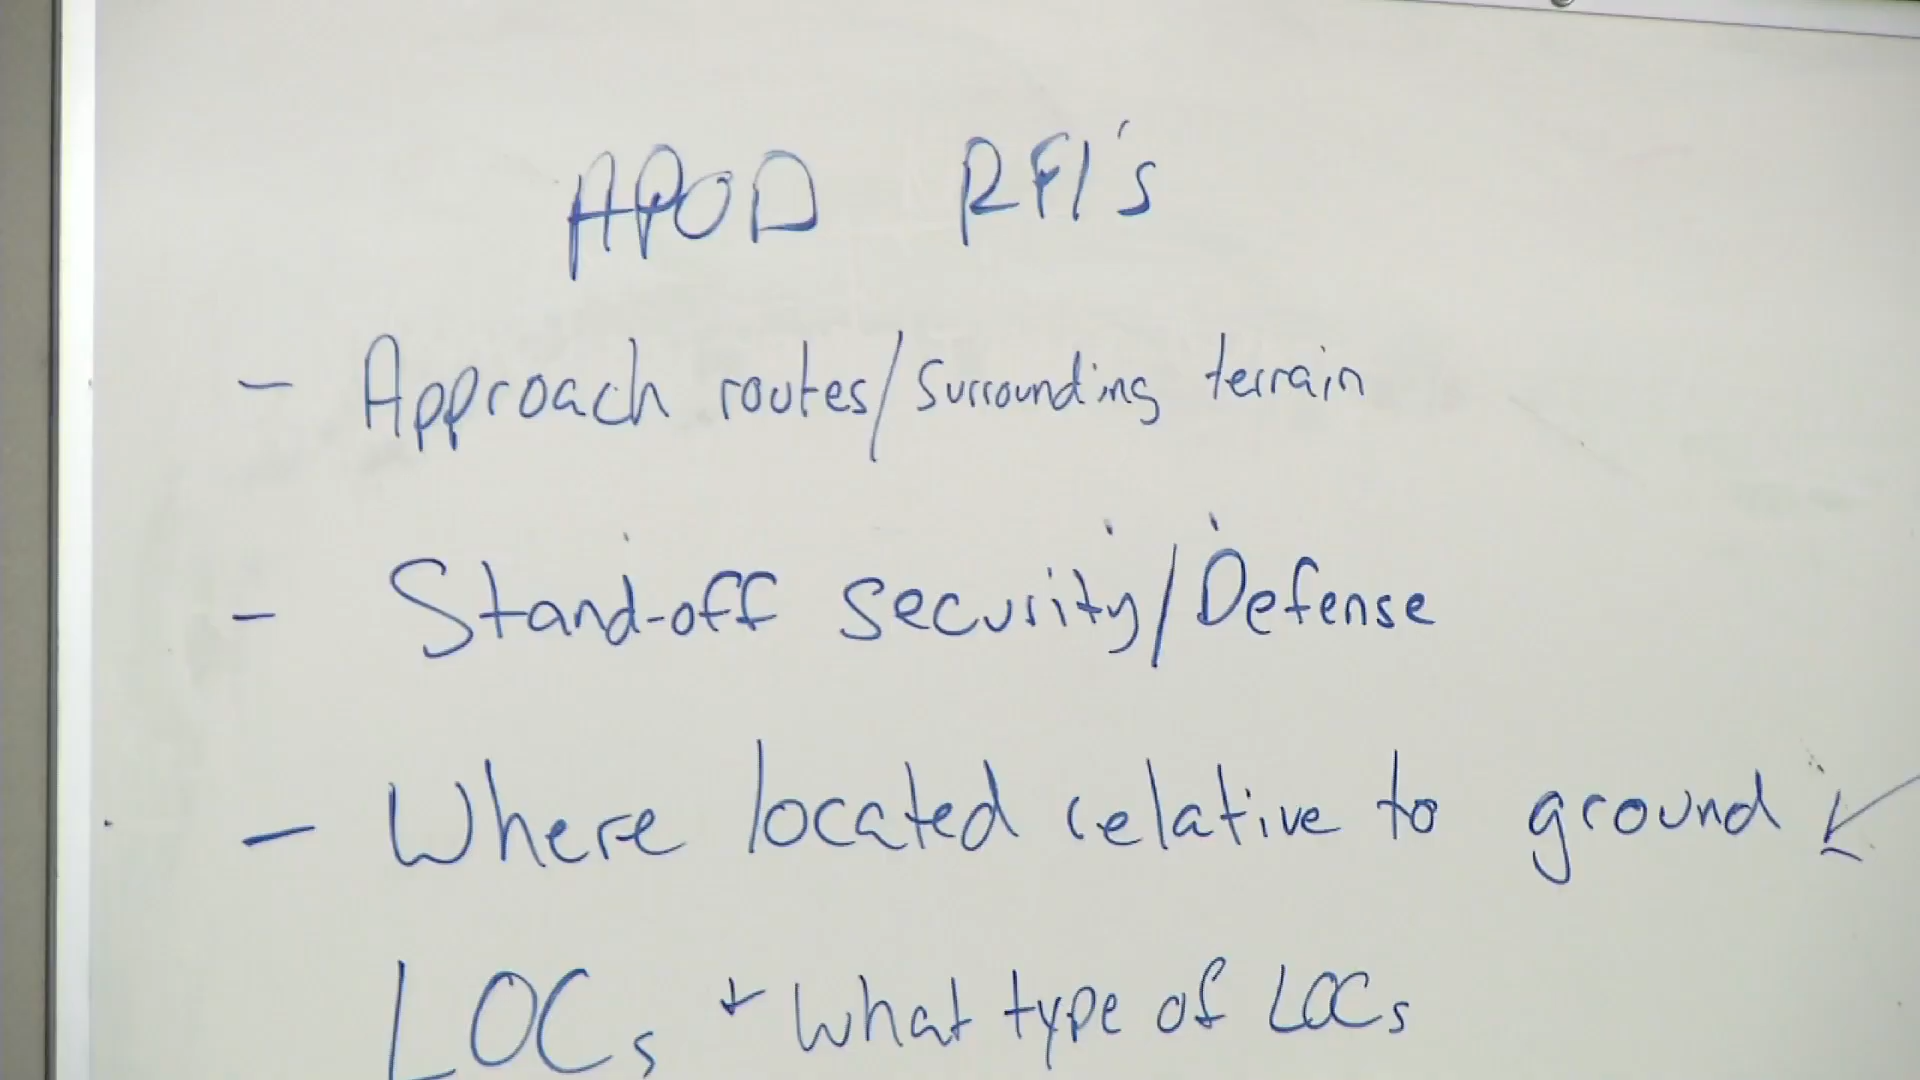 APOD RFI's
- Approach routes/surrounding terrain
- Stand-off security/Defense
- Where located relative to ground
LOCs + what type of LOCs